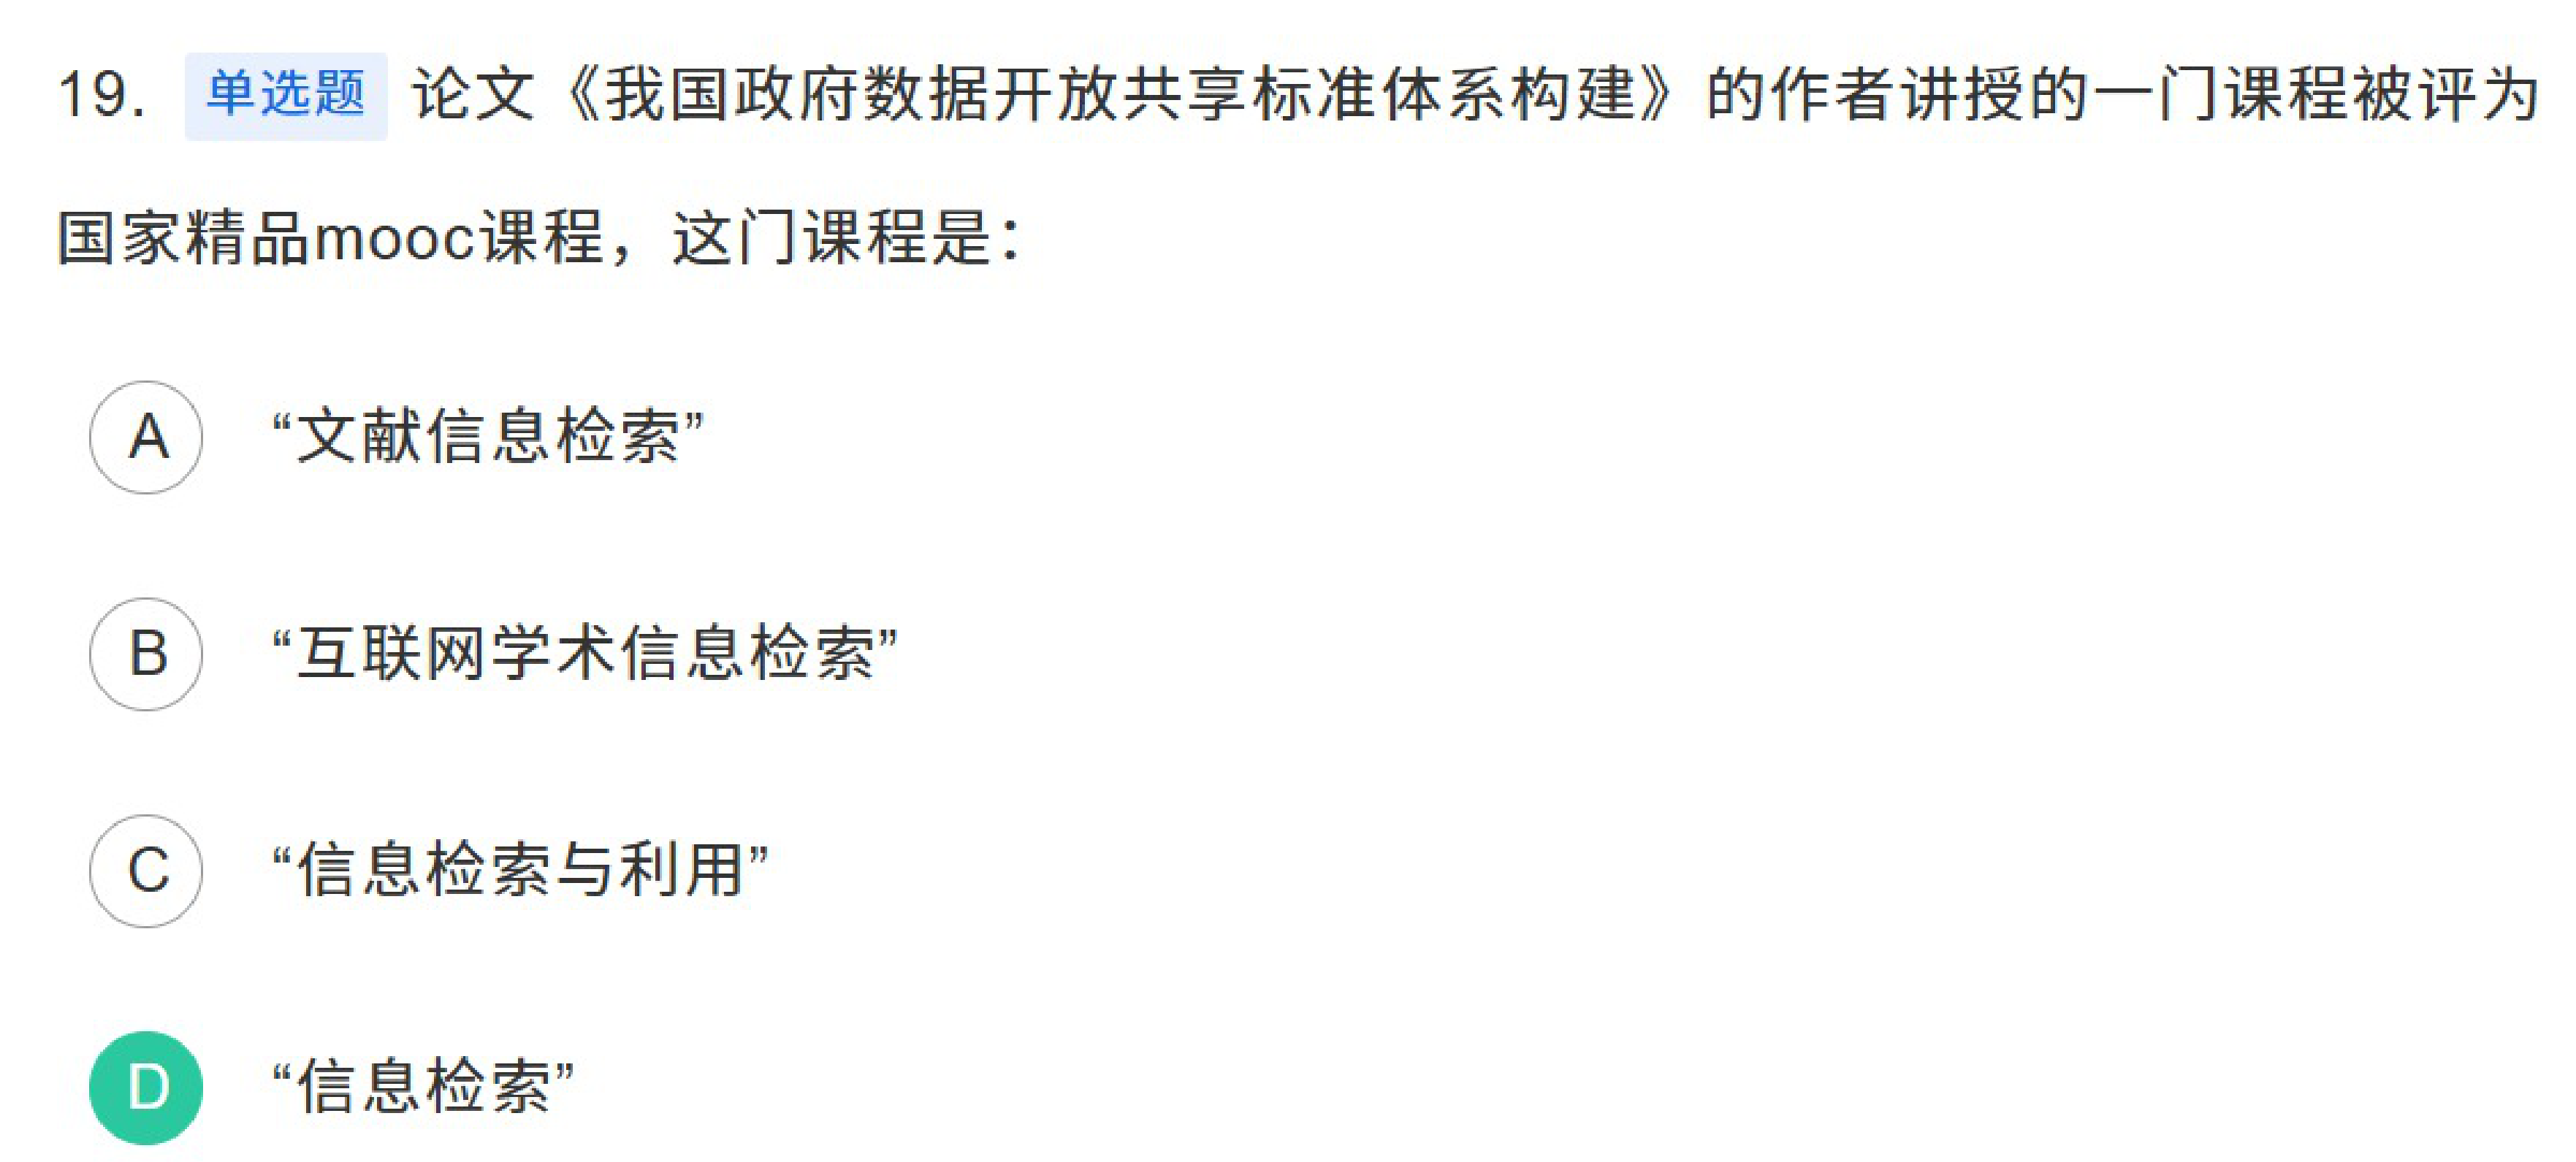 19. 单选题 论文《我国政府数据开放共享标准体系构建》的作者讲授的一门课程被评为
国家精品mooc课程，这门课程是：
A “文献信息检索”
B “互联网学术信息检索”
C “信息检索与利用”
D “信息检索”